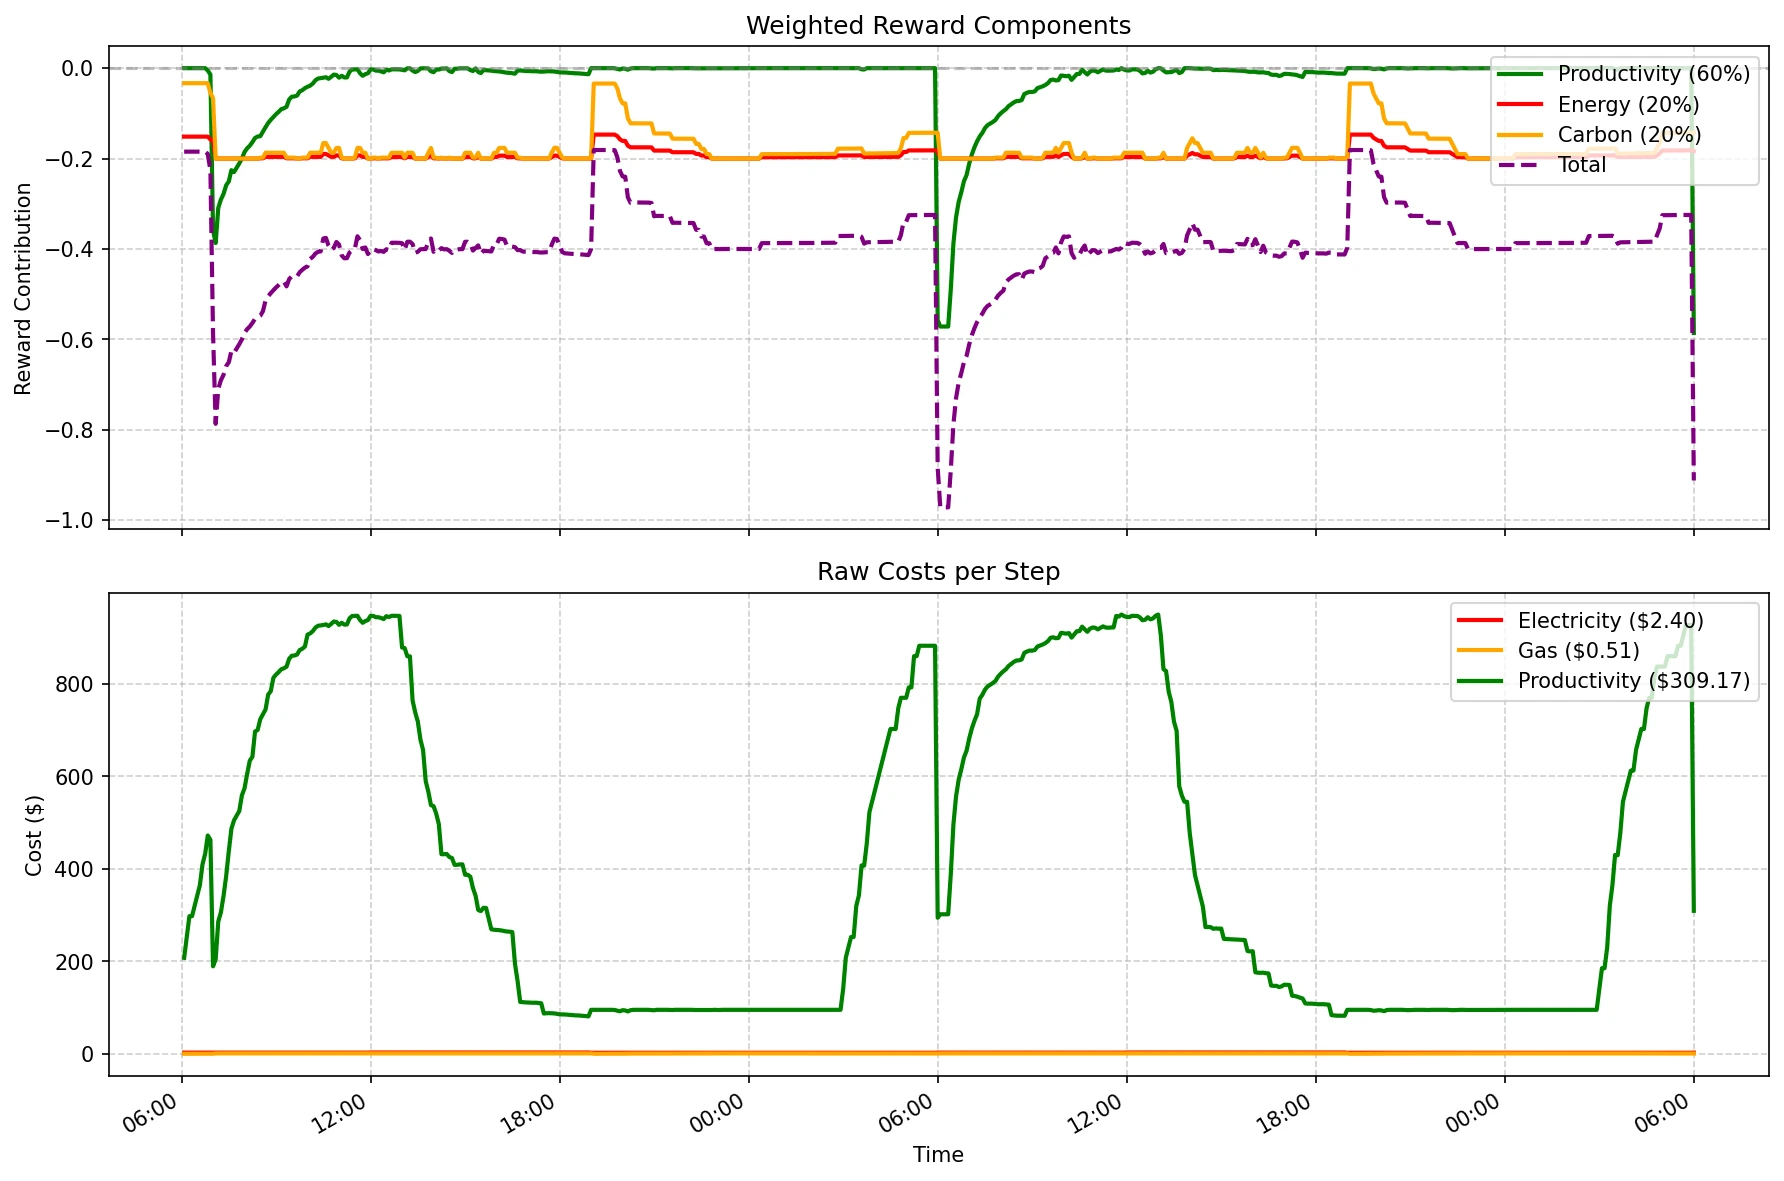 Weighted Reward Components
Reward Contribution
0.0
−0.2
−0.4
−0.6
−0.8
−1.0
Productivity (60%)
Energy (20%)
Carbon (20%)
Total
Raw Costs per Step
Cost ($)
800
600
400
200
0
Electricity ($2.40)
Gas ($0.51)
Productivity ($309.17)
06:00
12:00
18:00
00:00
06:00
12:00
18:00
00:00
06:00
Time